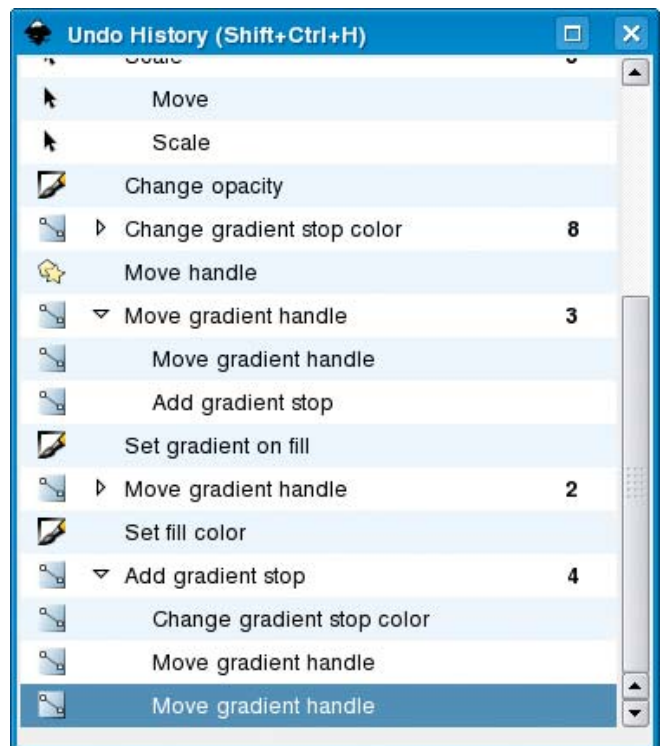 Undo History (Shift+Ctrl+H)
Scale
Move
Scale
Change opacity
Change gradient stop color 8
Move handle
Move gradient handle 3
Move gradient handle
Add gradient stop
Set gradient on fill
Move gradient handle 2
Set fill color
Add gradient stop 4
Change gradient stop color
Move gradient handle
Move gradient handle